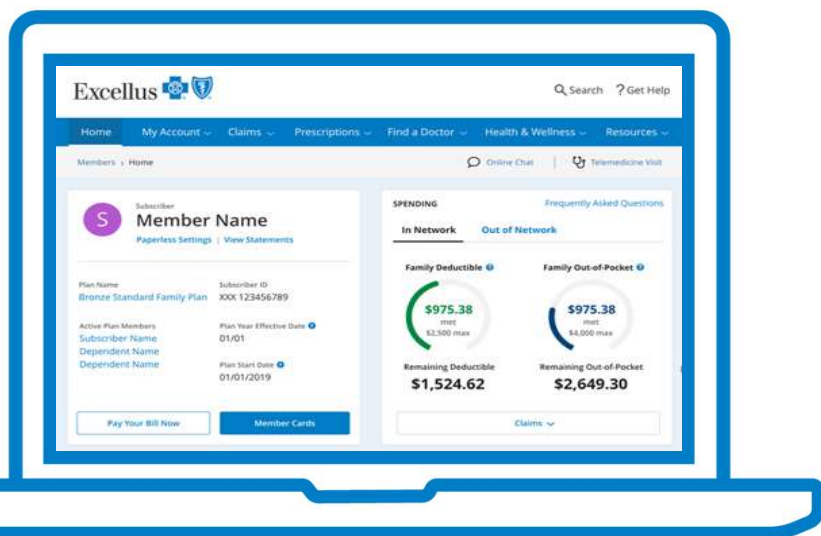 Excellus
Search ? Get Help
Home My Account Claims Prescriptions Find a Doctor Health & Wellness Resources
Members > Home
Online Chat | Telemedicine Visit
S
Subscriber
Member Name
Paperless Settings | View Statements
Plan Name
Bronze Standard Family Plan
Subscriber ID
XXX 123456789
Active Plan Members
Subscriber Name
Dependent Name
Dependent Name
Plan Year Effective Date ?
01/01
Plan Start Date ?
01/01/2019
Pay Your Bill Now
Member Cards
SPENDING
Frequently Asked Questions
In Network Out of Network
Family Deductible ?
$975.38
met
$2,500 max
Remaining Deductible
$1,524.62
Family Out-of-Pocket ?
$975.38
met
$4,000 max
Remaining Out-of-Pocket
$2,649.30
Claims